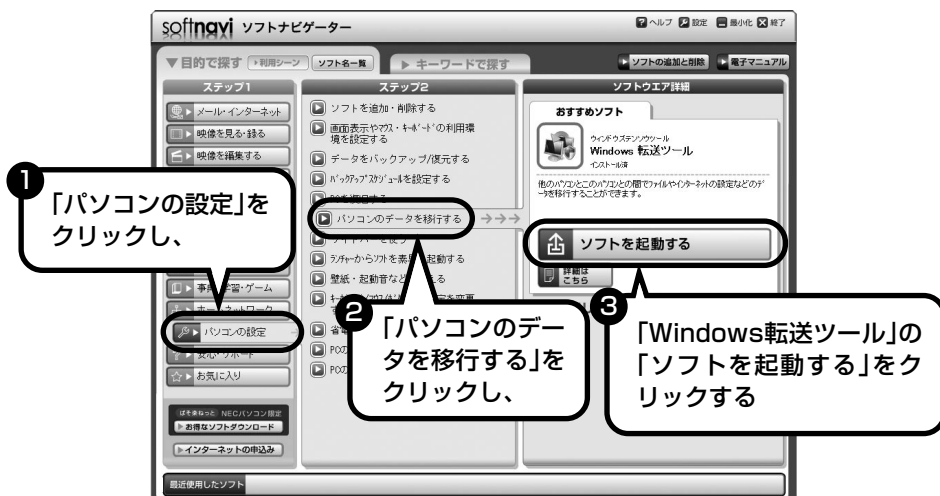 softnavi ソフトナビゲーター
ヘルプ 設定 最小化 終了
▼目的で探す ▸利用シーン ソフト名一覧
▶ キーワードで探す
ソフトの追加と削除 電子マニュアル
ステップ1
メール・インターネット
映像を見る・録る
映像を編集する
事典・学習・ゲーム
ホームネットワーク
パソコンの設定
安心・サポート
お気に入り
ぱそ楽ねっと NECパソコン限定
▶お得なソフトダウンロード
▶インターネットの申込み
ステップ2
ソフトを追加・削除する
画面表示やマウス・キーボードの利用環
境を設定する
データをバックアップ/復元する
バックアップスケジュールを設定する
パソコンのデータを移行する →→→
ランチャーからソフトを素早く起動する
壁紙・起動音など
ソフトウエア詳細
おすすめソフト
ウィンドウズテンソウツール
Windows 転送ツール
インストール済
他のパソコンとこのパソコンとの間でファイルやインターネットの設定などのデ
ータを移行することができます。
ソフトを起動する
詳細は
こちら
最近使用したソフト
1
「パソコンの設定」を
クリックし、
2
「パソコンのデー
タを移行する」を
クリックし、
3
「Windows転送ツール」の
「ソフトを起動する」をク
リックする